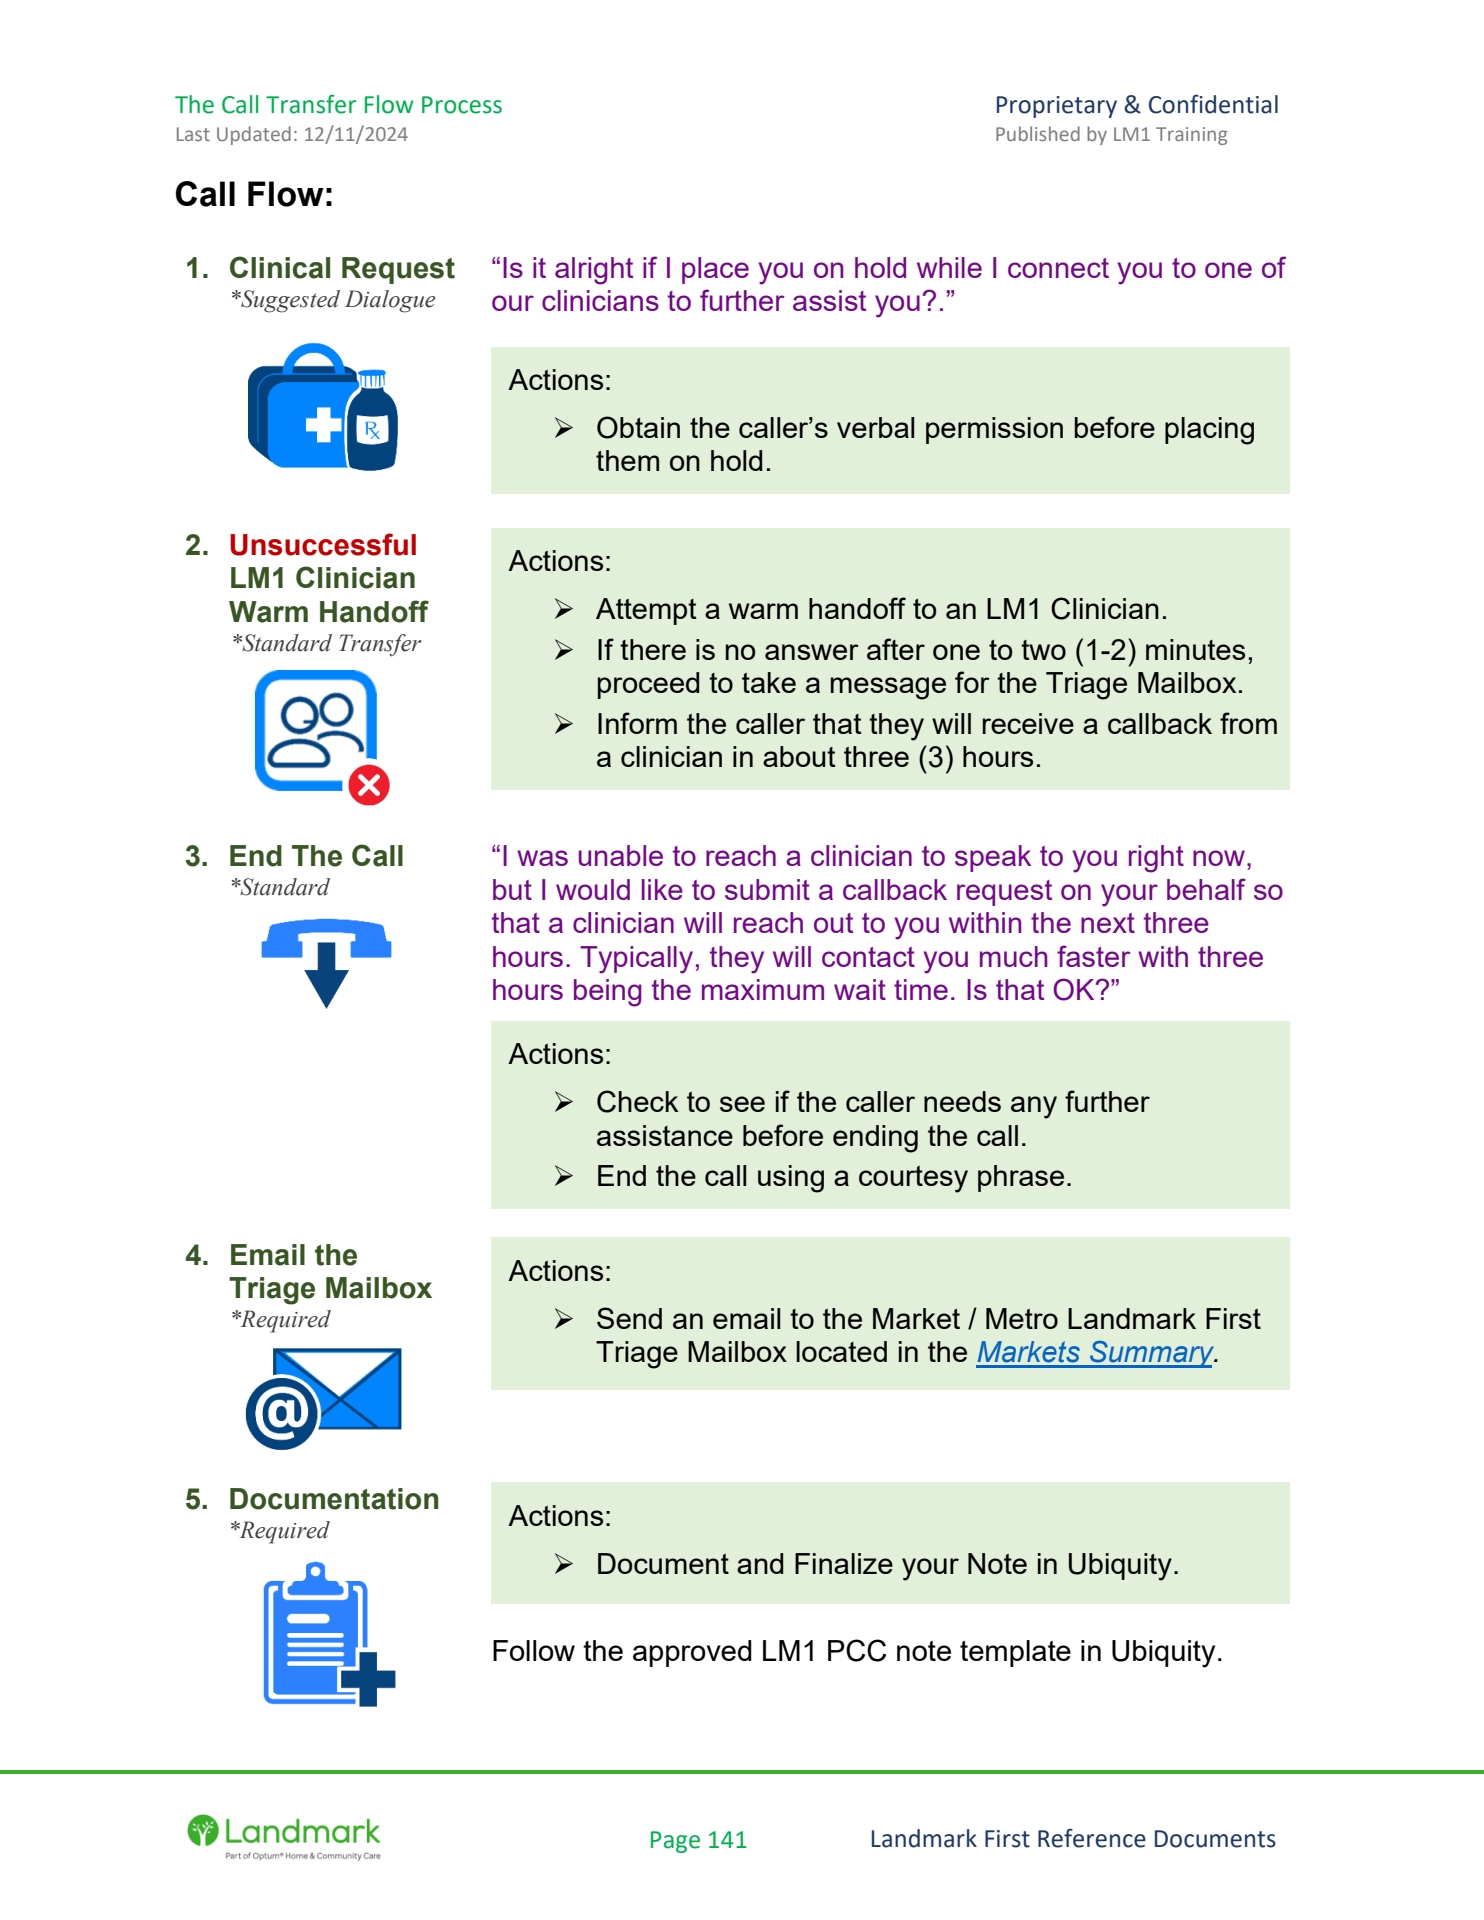 The Call Transfer Flow Process
Proprietary & Confidential
Last Updated: 12/11/2024
Published by LM1 Training
Call Flow:
1. Clinical Request
*Suggested Dialogue
“Is it alright if I place you on hold while I connect you to one of
our clinicians to further assist you?.”
Rx
Actions:
➢ Obtain the caller’s verbal permission before placing
them on hold.
2. Unsuccessful
LM1 Clinician
Warm Handoff
*Standard Transfer
Actions:
➢ Attempt a warm handoff to an LM1 Clinician.
➢ If there is no answer after one to two (1-2) minutes,
proceed to take a message for the Triage Mailbox.
➢ Inform the caller that they will receive a callback from
a clinician in about three (3) hours.
3. End The Call
*Standard
“I was unable to reach a clinician to speak to you right now,
but I would like to submit a callback request on your behalf so
that a clinician will reach out to you within the next three
hours. Typically, they will contact you much faster with three
hours being the maximum wait time. Is that OK?”
Actions:
➢ Check to see if the caller needs any further
assistance before ending the call.
➢ End the call using a courtesy phrase.
4. Email the
Triage Mailbox
*Required
@
Actions:
➢ Send an email to the Market / Metro Landmark First
Triage Mailbox located in the Markets Summary.
5. Documentation
*Required
Actions:
➢ Document and Finalize your Note in Ubiquity.
Follow the approved LM1 PCC note template in Ubiquity.
Landmark
Part of Optum® Home & Community Care
Page 141
Landmark First Reference Documents